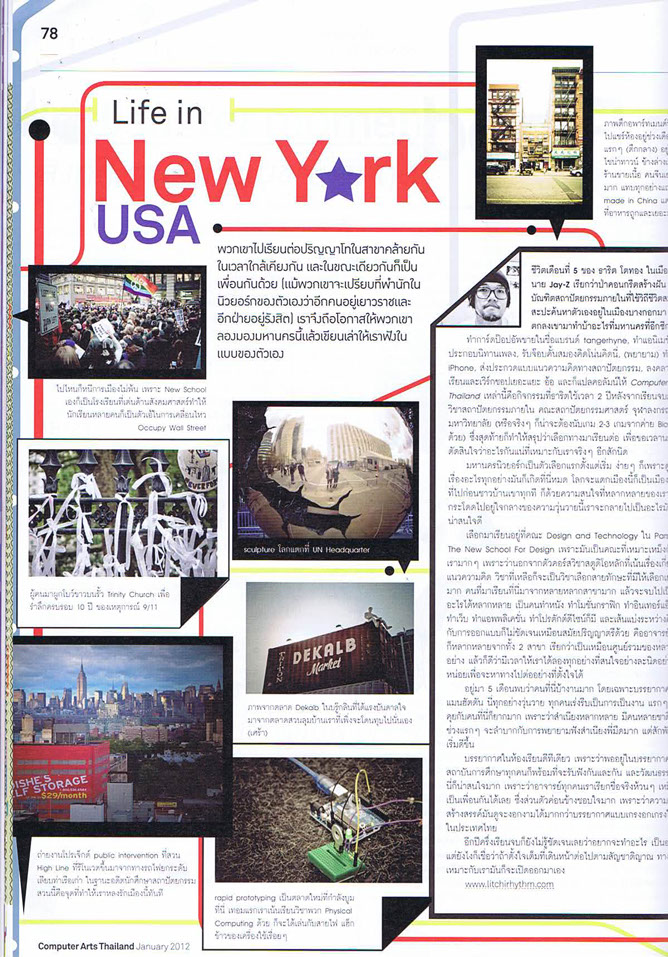 78
Life in
New York
USA
พวกเขาไปเรียนต่อปริญญาโทในสาขาคล้ายกัน
ในเวลาใกล้เคียงกัน และในขณะเดียวกันก็เป็น
เพื่อนกันด้วย (แม้พวกเขาจะเปรียบที่พำนักใน
นิวยอร์กของตัวเองว่าอีกคนอยู่เยาวราชและ
อีกฝ่ายอยู่รังสิต) เราจึงถือโอกาสให้พวกเขา
ลองมองมหานครนี้แล้วเขียนเล่าให้เราฟังใน
แบบของตัวเอง
ภาพตึกอพาร์ทเมนต์
ไปแชร์ห้องอยู่ช่วงเดือน
แรกๆ (ตึกกลาง) อยู่
ไชน่าทาวน์ ข้างล่างเป็น
ร้านขายเนื้อ คนจีนเยอะ
มาก แทบทุกอย่าง
made in China แต่
ที่อาหารถูกและเยอะ
ไปไหนก็หนีการเมืองไม่พ้น เพราะ New School
เองก็เป็นโรงเรียนที่เด่นด้านสังคมศาสตร์ทำให้
นักเรียนหลายคนก็เป็นตัวเอ้ในการเคลื่อนไหว
Occupy Wall Street
ผู้คนมาผูกโบว์ขาวบนรั้ว Trinity Church เพื่อ
รำลึกครบรอบ 10 ปี ของเหตุการณ์ 9/11
sculpture โลกแตกที่ UN Headquarter
DEKALB
Market
ภาพจากตลาด Dekalb ในบรู๊กลินที่ได้แรงบันดาลใจ
มาจากตลาดสวนลุมบ้านเราที่เพิ่งจะโดนทุบไปนั่นเอง
(เศร้า)
SELF STORAGE
$29/month
ถ่ายงานโปรเจ็กต์ public intervention ที่สวน
High Line ที่รีโนเวตขึ้นมาจากทางรถไฟยกระดับ
เลียบท่าเรือเก่า ในฐานะอดีตนักศึกษาสถาปัตยกรรม
สวนนี้คือจุดที่ทำให้เราหลงรักเมืองนี้ทันที
rapid prototyping เป็นตลาดใหม่ที่กำลังบูม
ที่นี่ เทอมแรกเราเน้นเรียนวิชาพวก Physical
Computing ด้วย ก็จะได้เล่นกับสายไฟ แฮ็ก
ข้าวของเครื่องใช้เรื่อยๆ
ชีวิตเดือนที่ 5 ของ ธาริต โตทอง ในเมือง
นาย Jay-Z เรียกว่าป่าคอนกรีตสร้างฝัน
บัณฑิตสถาปัตยกรรมภายในที่ใช้วิถีชีวิต
สะปะค้นหาตัวเองอยู่ในเมืองบางกอกมา
ตกลงเขามาทำบ้าอะไรที่มหานครที่อีกซีก
ทำการ์ดป๊อปอัพขายในชื่อแบรนด์ tangerhyne, ทำแอนิเมชั่น
ประกอบนิทานเพลง, รับจ็อบคั้นสมองคิดโน่นคิดนี่, (พยายาม)
iPhone, ส่งประกวดแบบแนวความคิดทางสถาปัตยกรรม,
เรียนและเวิร์กชอปเยอะแยะ อ้อ และก็แปลคอลัมน์ให้ Computer
Thailand เหล่านี้คือกิจกรรมที่ธาริตใช้เวลา 2 ปีหลังจากเรียนจบ
วิชาสถาปัตยกรรมภายใน คณะสถาปัตยกรรมศาสตร์ จุฬาลงกรณ์
มหาวิทยาลัย (หรือจริงๆ ก็น่าจะต้องนับเกม 2-3 เกมจากค่าย
ด้วย) ซึ่งสุดท้ายก็ทำให้สรุปว่าเลือกทางมาเรียนต่อ เพื่อขอเวลา
ตัดสินใจว่าอะไรกันแน่ที่เหมาะกับเราจริงๆ อีกสักนิด
มหานครนิวยอร์กเป็นตัวเลือกแรกตั้งแต่เริ่ม ง่ายๆ ก็เพราะ
เรื่องอะไรทุกอย่างมันก็เกิดที่นี่หมด โลกจะแตกเมืองนี้ก็เป็นเมือง
ที่ไปก่อนชาวบ้านเขาทุกที ก็ด้วยความสนใจที่หลากหลายของเรา
กระโดดไปอยู่ใจกลางของความวุ่นวายนี้เราจะกลายไปเป็นอะไร
น่าสนใจดี
เลือกมาเรียนอยู่ที่คณะ Design and Technology ใน
The New School For Design เพราะมันเป็นคณะที่เหมาะเหม็ง
เรามากๆ เพราะว่านอกจากตัวคอร์สวิชาสตูดิโอหลักที่เน้นเรื่อง
แนวความคิด วิชาที่เหลือก็จะเป็นวิชาเลือกสายทักษะที่มีให้เลือก
มาก คนที่มาเรียนที่นี่มาจากหลายหลากสาขามาก แล้วจะจบไป
อะไรได้หลากหลาย เป็นคนทำหนัง ทำโมชั่นกราฟิก ทำอินเทอร์
ทำเว็บ ทำแอพพลิเคชั่น ทำโปรดักต์ดีไซน์ก็มี และเส้นแบ่งระหว่าง
กับการออกแบบก็ไม่ชัดเจนเหมือนสมัยปริญญาตรีด้วย คืออาจารย์
ก็หลากหลายจากทั้ง 2 สาขา เรียกว่าเป็นเหมือนศูนย์รวมของ
อย่าง แล้วก็ดีว่ามีเวลาให้เราได้ลองทุกอย่างที่สนใจอย่างละนิด
หน่อยเพื่อจะหาทางไปต่ออย่างที่ตั้งใจได้
อยู่มา 5 เดือนพบว่าคนที่นี่บ้างานมาก โดยเฉพาะบรรยากาศ
แมนฮัตตัน นี่ทุกอย่างวุ่นวาย ทุกคนเร่งรีบเป็นการเป็นงาน แรกๆ
คุยกับคนที่นี่ก็ยากมาก เพราะว่าสำเนียงหลากหลาย มีคนหลาย
ช่วงแรกๆ จะลำบากกับการพยายามฟังสำเนียงพี่มืดมาก แต่สักพัก
เริ่มดีขึ้น
บรรยากาศในห้องเรียนดีทีเดียว เพราะพออยู่ในบรรยากาศ
สถาบันการศึกษาทุกคนก็พร้อมที่จะรับฟังกันและกัน และวัฒนธรรม
นี้ก็น่าสนใจมาก เพราะว่าอาจารย์ทุกคนเราเรียกชื่อจริงห้วนๆ
เป็นเพื่อนกันได้เลย ซึ่งส่วนตัวค่อนข้างชอบใจมาก เพราะว่าความ
สร้างสรรค์มันดูจะงอกงามได้มากกว่าบรรยากาศแบบเกรงอกเกรงใจ
ในประเทศไทย
อีกปีครึ่งเรียนจบก็ยังไม่รู้ชัดเจนเลยว่าอยากจะทำอะไร
แต่ยังไงก็เชื่อว่าถ้าตั้งใจเต็มที่เดินหน้าต่อไปตามสัญชาติญาณ
เหมาะกับเรามันก็จะเปิดออกมาเอง
www.litchirhythm.com
Computer Arts Thailand January 2012